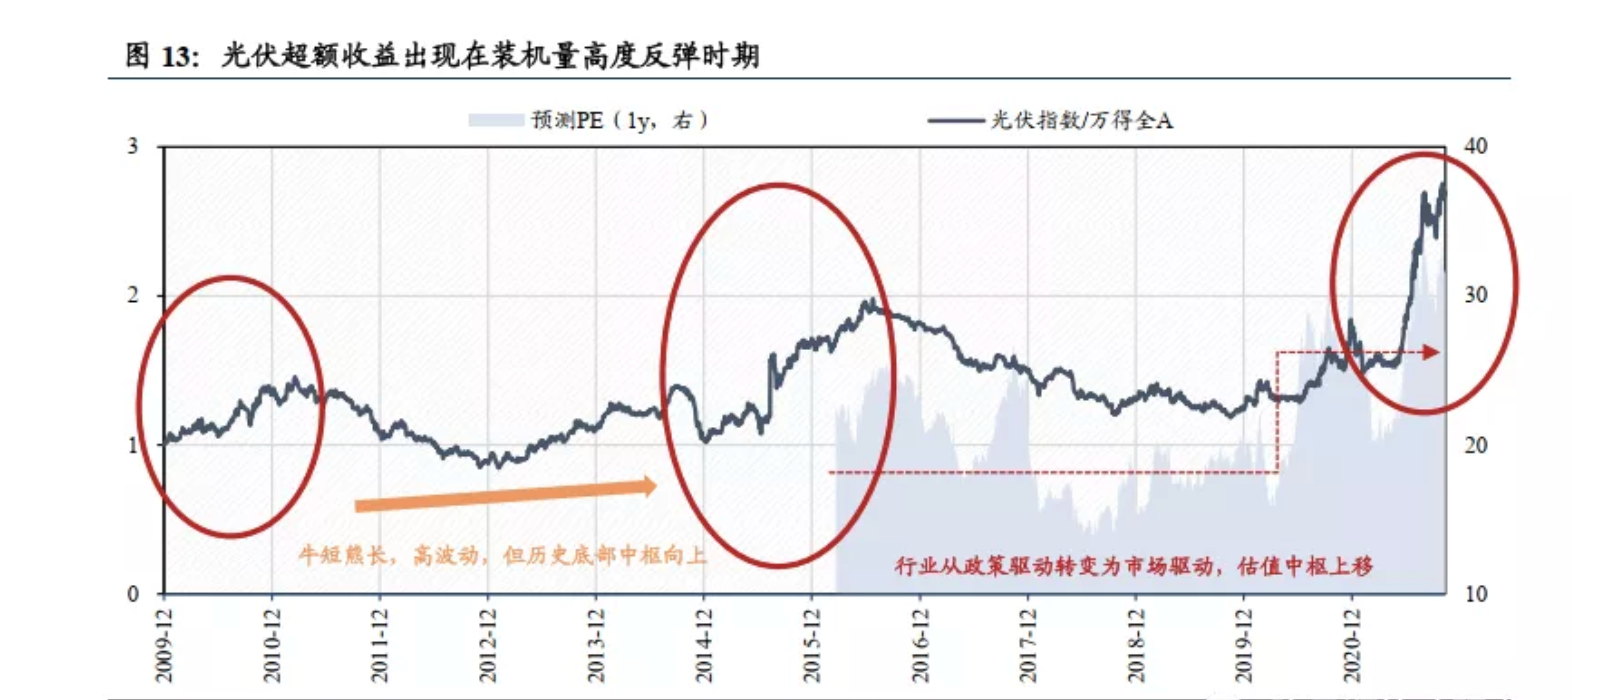 图 13：光伏超额收益出现在装机量高度反弹时期
预测PE（1y，右） 光伏指数/万得全A
3 40
2 30
1 20
0 10
牛短熊长，高波动，但历史底部中枢向上
行业从政策驱动转变为市场驱动，估值中枢上移
2009-12 2010-12 2011-12 2012-12 2013-12 2014-12 2015-12 2016-12 2017-12 2018-12 2019-12 2020-12